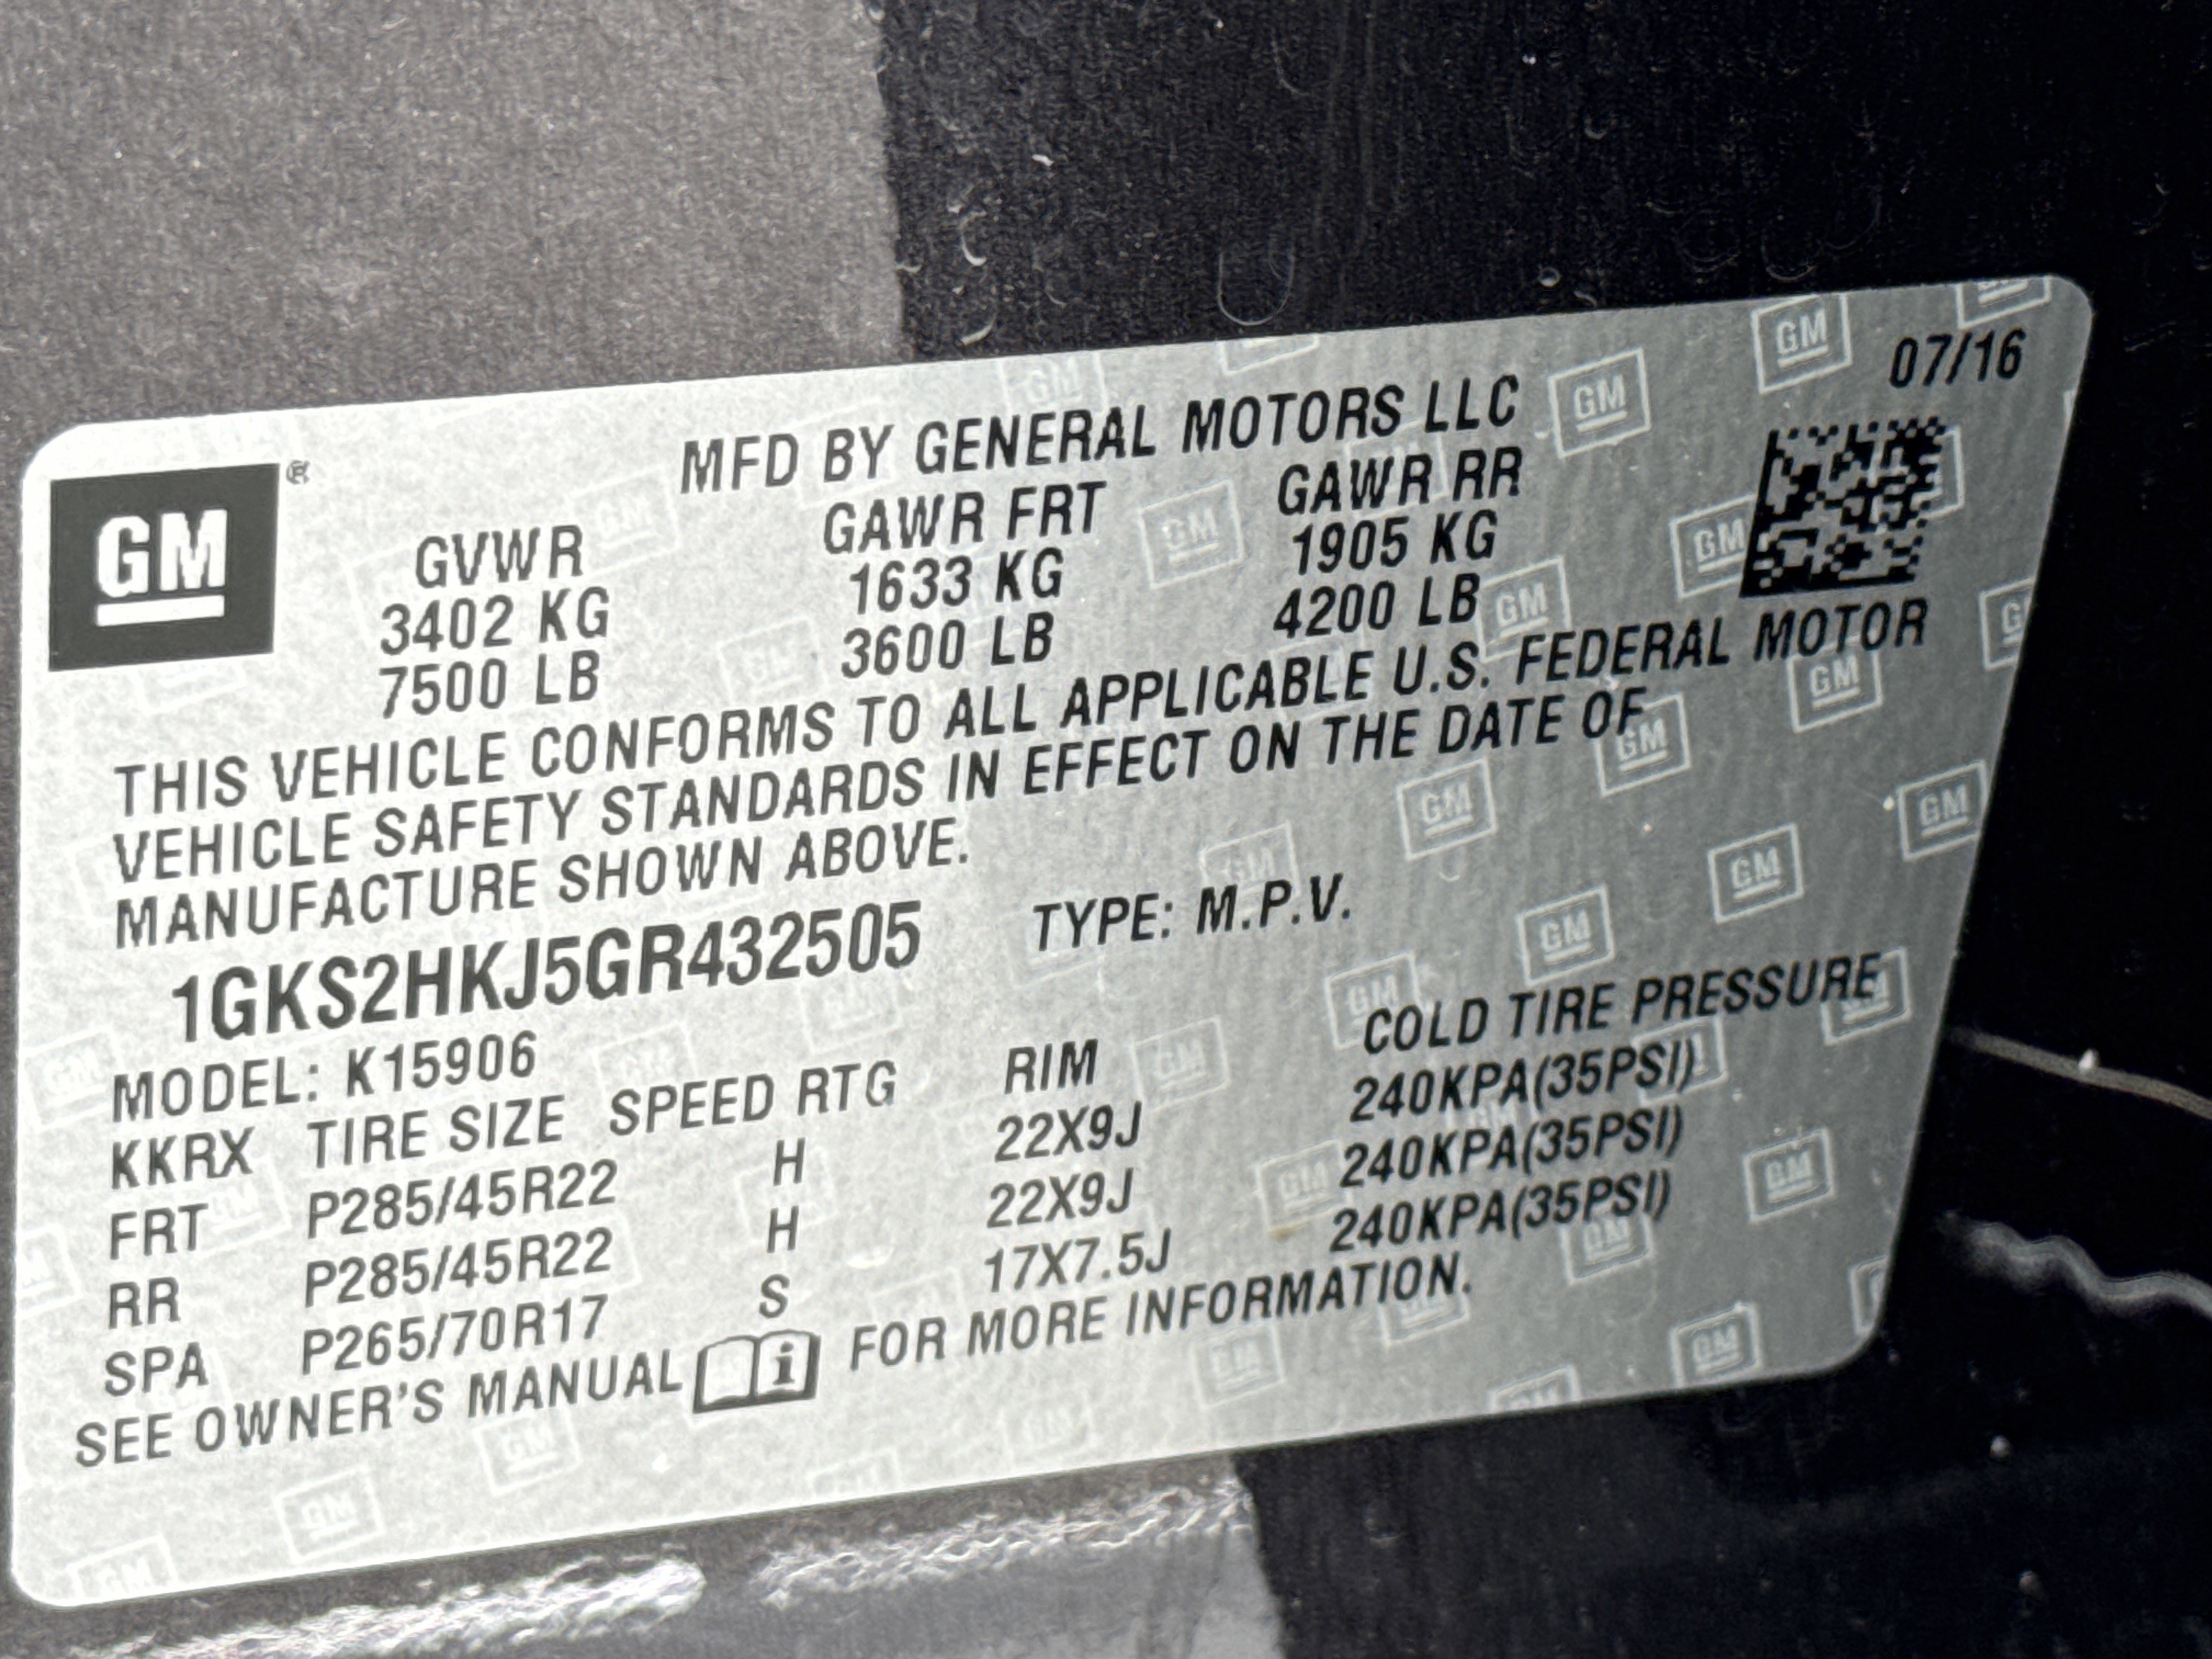 07/16
MFD BY GENERAL MOTORS LLC
GM ®
GVWR GAWR FRT GAWR RR
3402 KG 1633 KG 1905 KG
7500 LB 3600 LB 4200 LB
THIS VEHICLE CONFORMS TO ALL APPLICABLE U.S. FEDERAL MOTOR
VEHICLE SAFETY STANDARDS IN EFFECT ON THE DATE OF
MANUFACTURE SHOWN ABOVE.
1GKS2HKJ5GR432505 TYPE: M.P.V.
MODEL: K15906
KKRX TIRE SIZE SPEED RTG RIM COLD TIRE PRESSURE
FRT P285/45R22 H 22X9J 240KPA(35PSI)
RR P285/45R22 H 22X9J 240KPA(35PSI)
SPA P265/70R17 S 17X7.5J 240KPA(35PSI)
SEE OWNER'S MANUAL i FOR MORE INFORMATION.